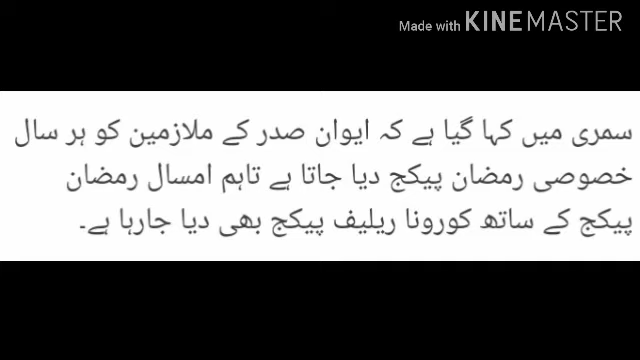 Made with KINEMASTER
سمری میں کہا گیا ہے کہ ایوان صدر کے ملازمین کو ہر سال
خصوصی رمضان پیکج دیا جاتا ہے تاہم امسال رمضان
پیکج کے ساتھ کورونا ریلیف پیکج بھی دیا جارہا ہے۔